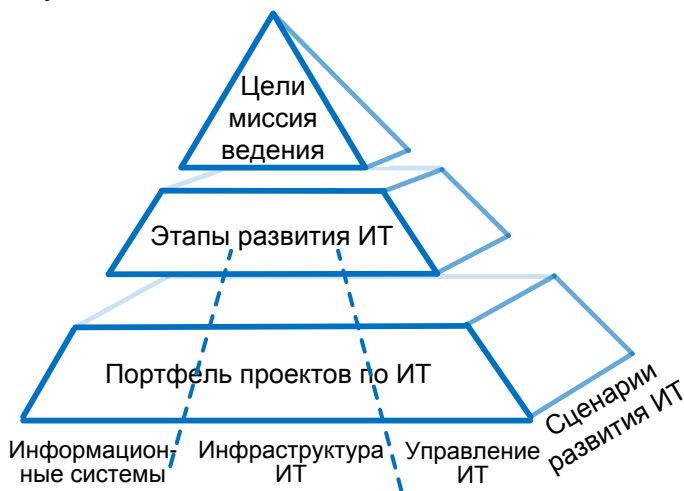 Цели
миссия
ведения
Этапы развития ИТ
Портфель проектов по ИТ
Сценарии
развития ИТ
Информацион-
ные системы
Инфраструктура
ИТ
Управление
ИТ